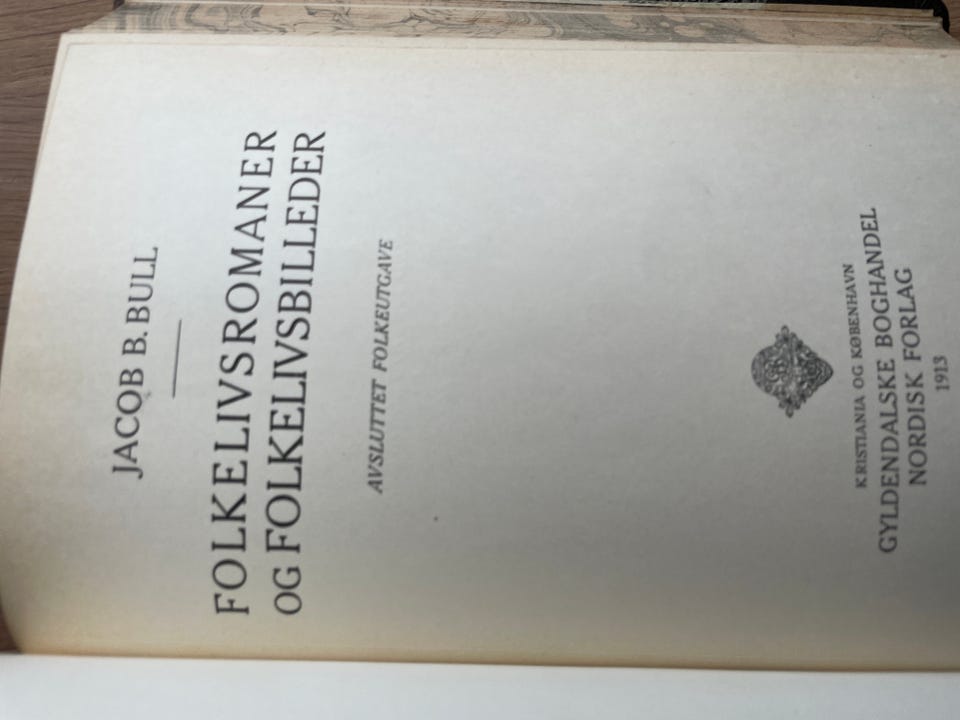 JACOB B. BULL
FOLKELIVSROMANER
OG FOLKELIVSBILLEDER
AVSLUTTET FOLKEUTGAVE
KRISTIANIA OG KØBENHAVN
GYLDENDALSKE BOGHANDEL
NORDISK FORLAG
1913